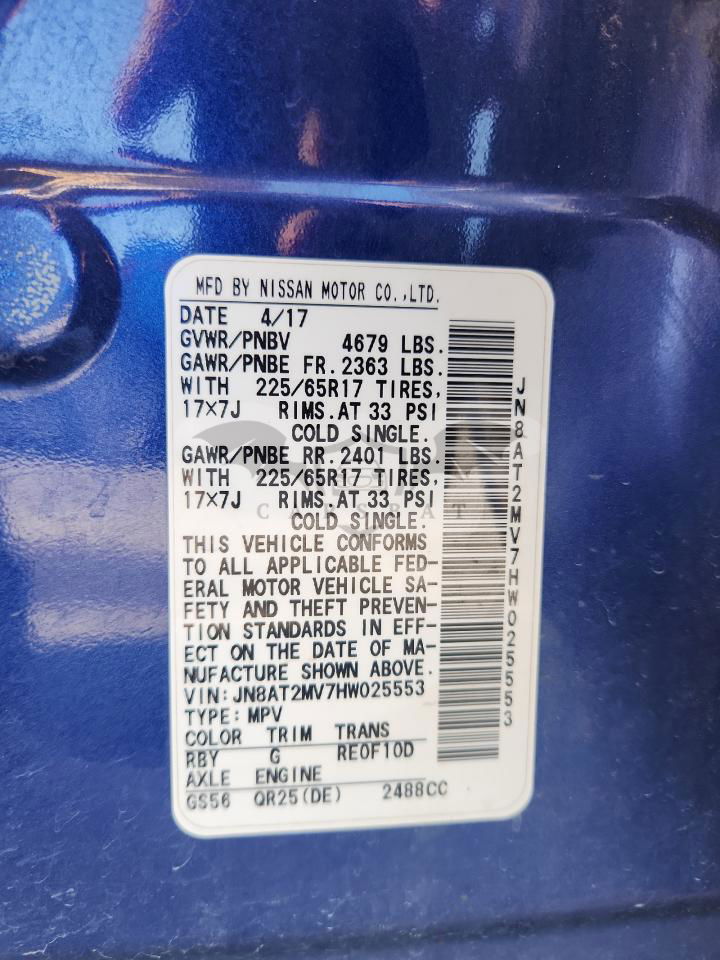 MFD BY NISSAN MOTOR CO.,LTD.
DATE 4/17
GVWR/PNBV 4679 LBS.
GAWR/PNBE FR. 2363 LBS.
WITH 225/65R17 TIRES,
17×7J RIMS. AT 33 PSI
COLD SINGLE.
GAWR/PNBE RR. 2401 LBS.
WITH 225/65R17 TIRES,
17×7J RIMS. AT 33 PSI
COLD SINGLE.
THIS VEHICLE CONFORMS
TO ALL APPLICABLE FED-
ERAL MOTOR VEHICLE SA-
FETY AND THEFT PREVEN-
TION STANDARDS IN EFF-
ECT ON THE DATE OF MA-
NUFACTURE SHOWN ABOVE.
VIN: JN8AT2MV7HW025553
TYPE: MPV
COLOR TRIM TRANS
RBY G RE0F10D
AXLE ENGINE
GS56 QR25(DE) 2488CC
JN8AT2MV7HW025553